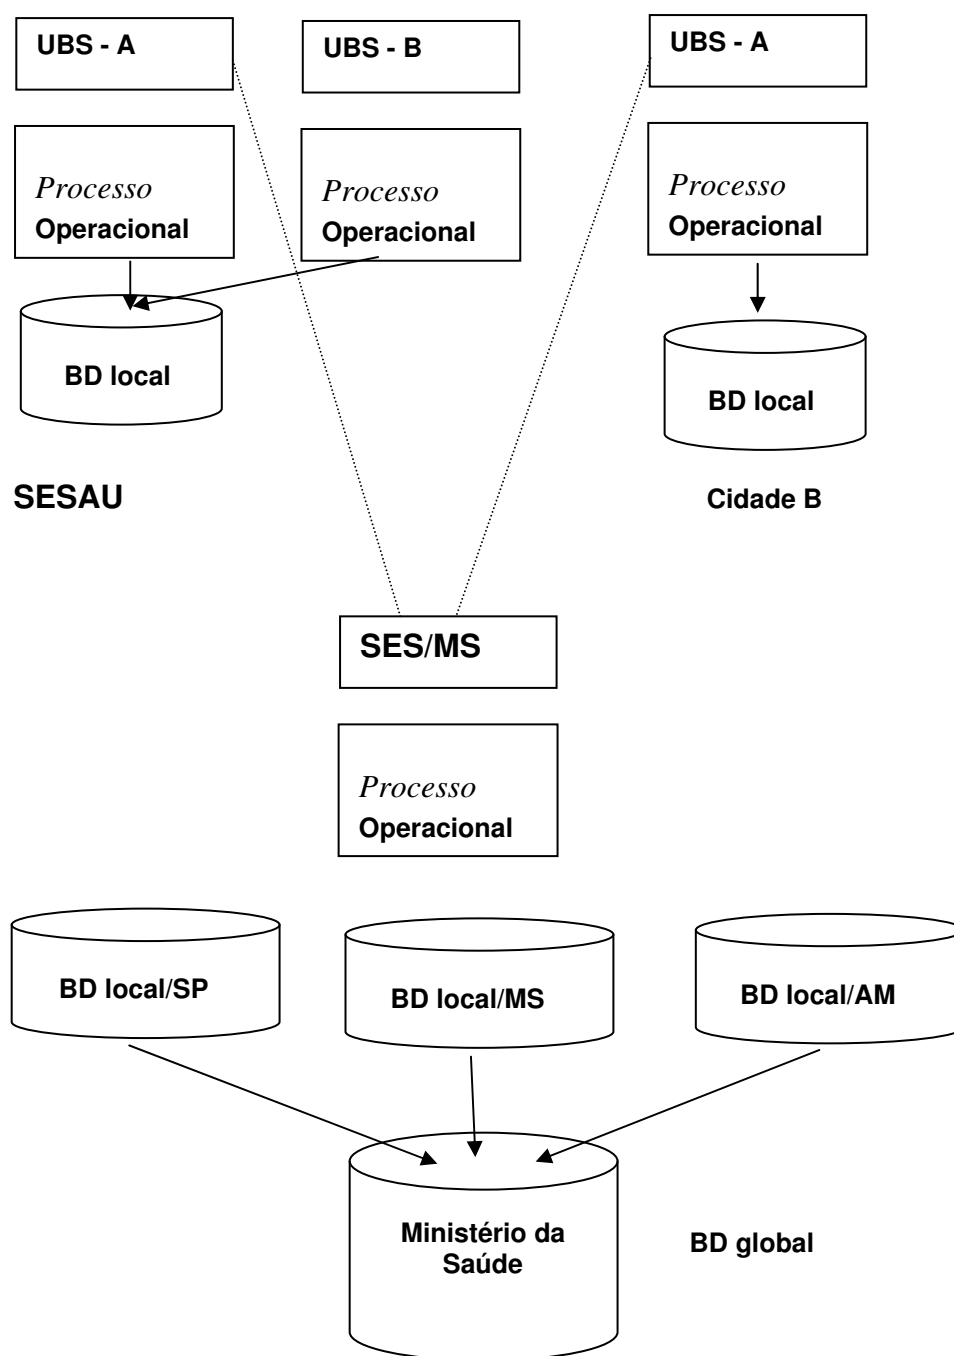 UBS - A
UBS - B
UBS - A
Processo
Operacional
Processo
Operacional
Processo
Operacional
BD local
BD local
SESAU
Cidade B
SES/MS
Processo
Operacional
BD local/SP
BD local/MS
BD local/AM
Ministério da
Saúde
BD global